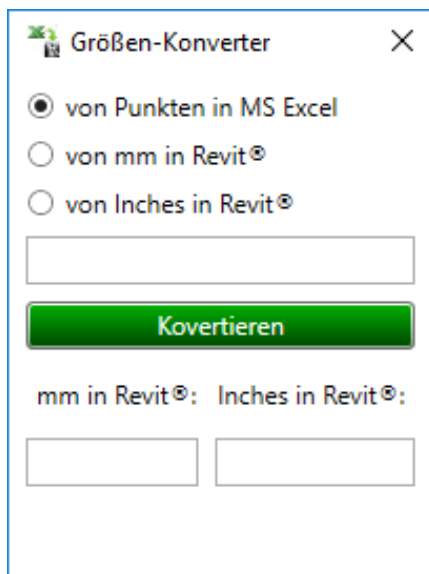 Größen-Konverter
von Punkten in MS Excel
von mm in Revit®
von Inches in Revit®
Kovertieren
mm in Revit®: Inches in Revit®: